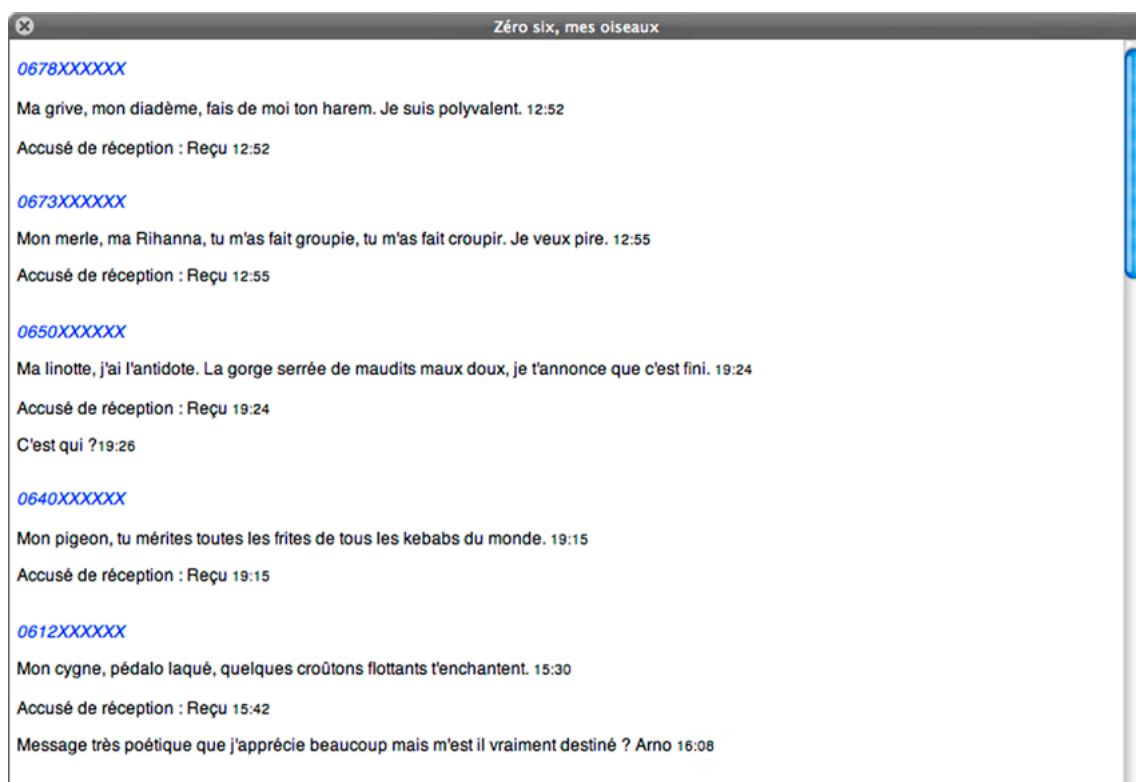 Zéro six, mes oiseaux
0678XXXXXX
Ma grive, mon diadème, fais de moi ton harem. Je suis polyvalent. 12:52
Accusé de réception : Reçu 12:52
0673XXXXXX
Mon merle, ma Rihanna, tu m'as fait groupie, tu m'as fait croupir. Je veux pire. 12:55
Accusé de réception : Reçu 12:55
0650XXXXXX
Ma linotte, j'ai l'antidote. La gorge serrée de maudits maux doux, je t'annonce que c'est fini. 19:24
Accusé de réception : Reçu 19:24
C'est qui ?19:26
0640XXXXXX
Mon pigeon, tu mérites toutes les frites de tous les kebabs du monde. 19:15
Accusé de réception : Reçu 19:15
0612XXXXXX
Mon cygne, pédalo laqué, quelques croûtons flottants t'enchantent. 15:30
Accusé de réception : Reçu 15:42
Message très poétique que j'apprécie beaucoup mais m'est il vraiment destiné ? Arno 16:08